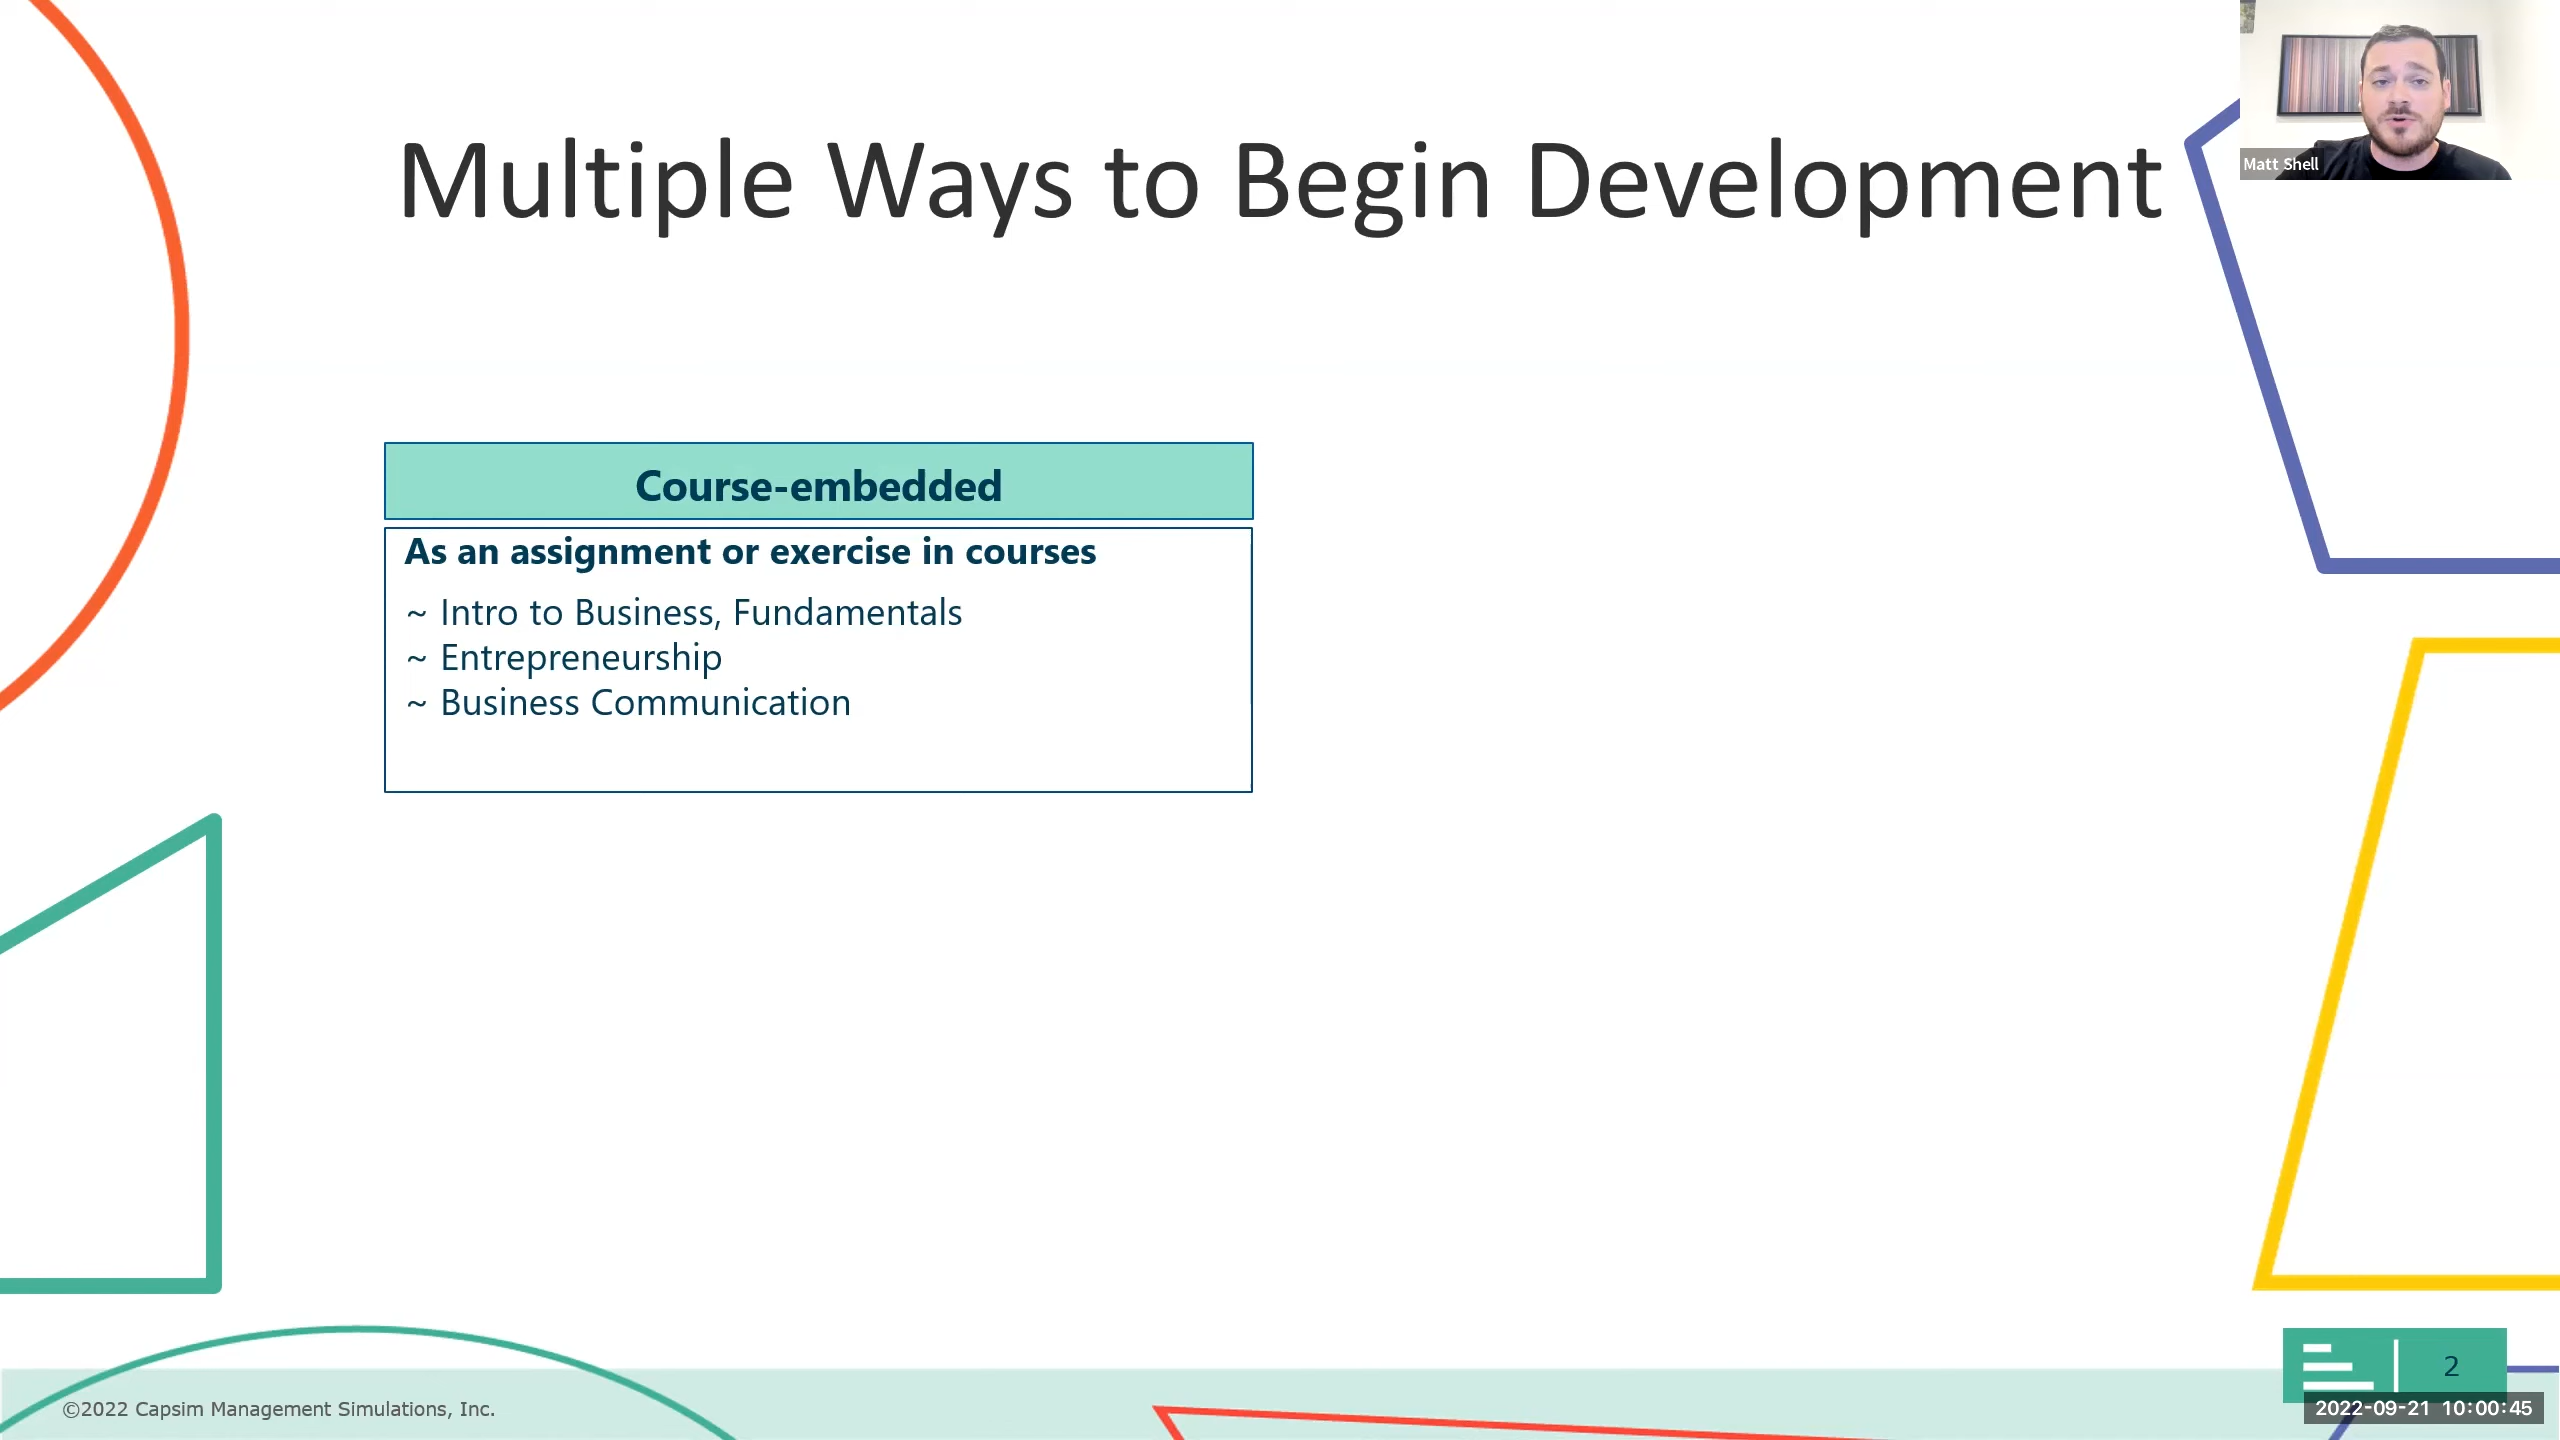 Multiple Ways to Begin Development
Matt Shell
Course-embedded
As an assignment or exercise in courses
~ Intro to Business, Fundamentals
~ Entrepreneurship
~ Business Communication
2
©2022 Capsim Management Simulations, Inc.
2022-09-21 10:00:45